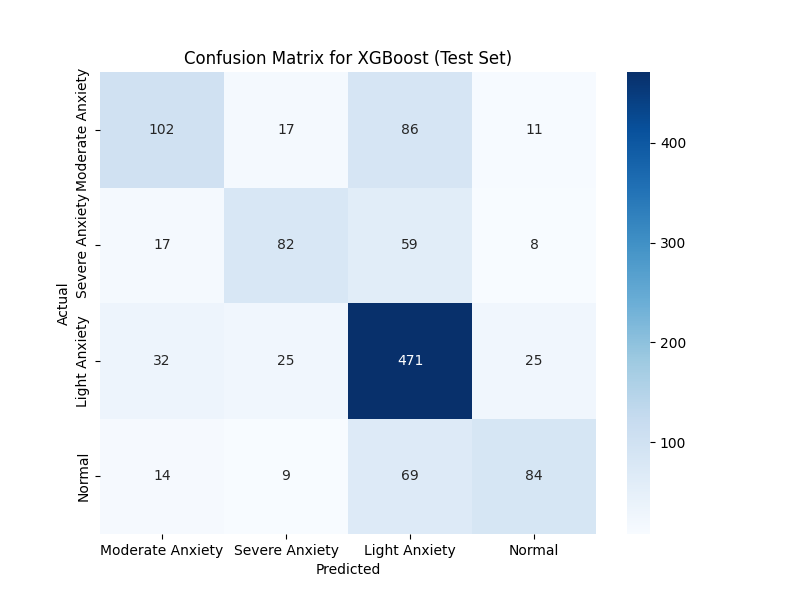 Confusion Matrix for XGBoost (Test Set)
Actual
Moderate Anxiety
102 17 86 11
Severe Anxiety
17 82 59 8
Light Anxiety
32 25 471 25
Normal
14 9 69 84
Moderate Anxiety Severe Anxiety Light Anxiety Normal
Predicted
400
300
200
100